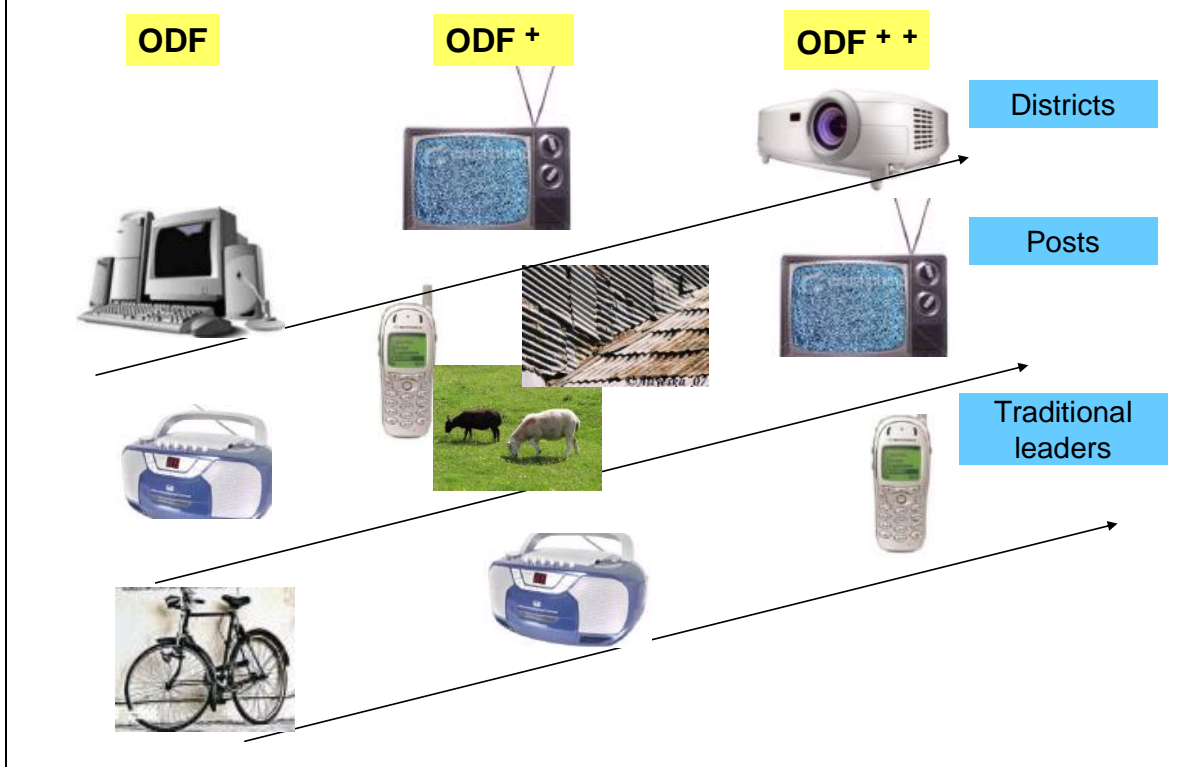 ODF
ODF +
ODF + +
Districts
Posts
Traditional
leaders